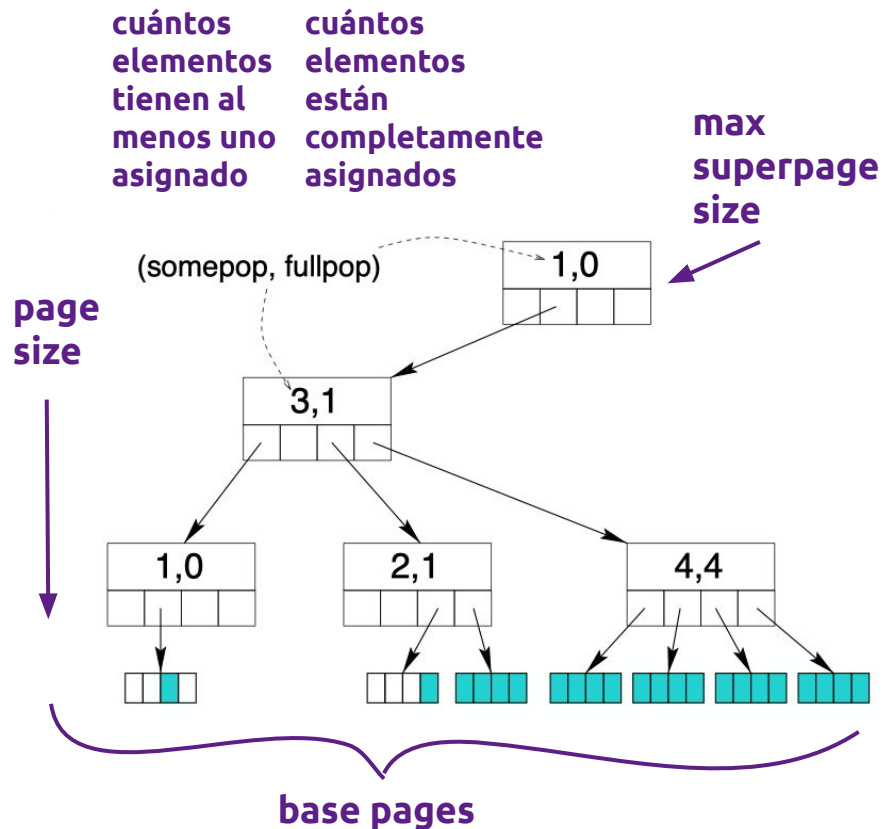 cuántos
elementos
tienen al
menos uno
asignado
cuántos
elementos
están
completamente
asignados
max
superpage
size
(somepop, fullpop)
1,0
page
size
3,1
1,0
2,1
4,4
base pages